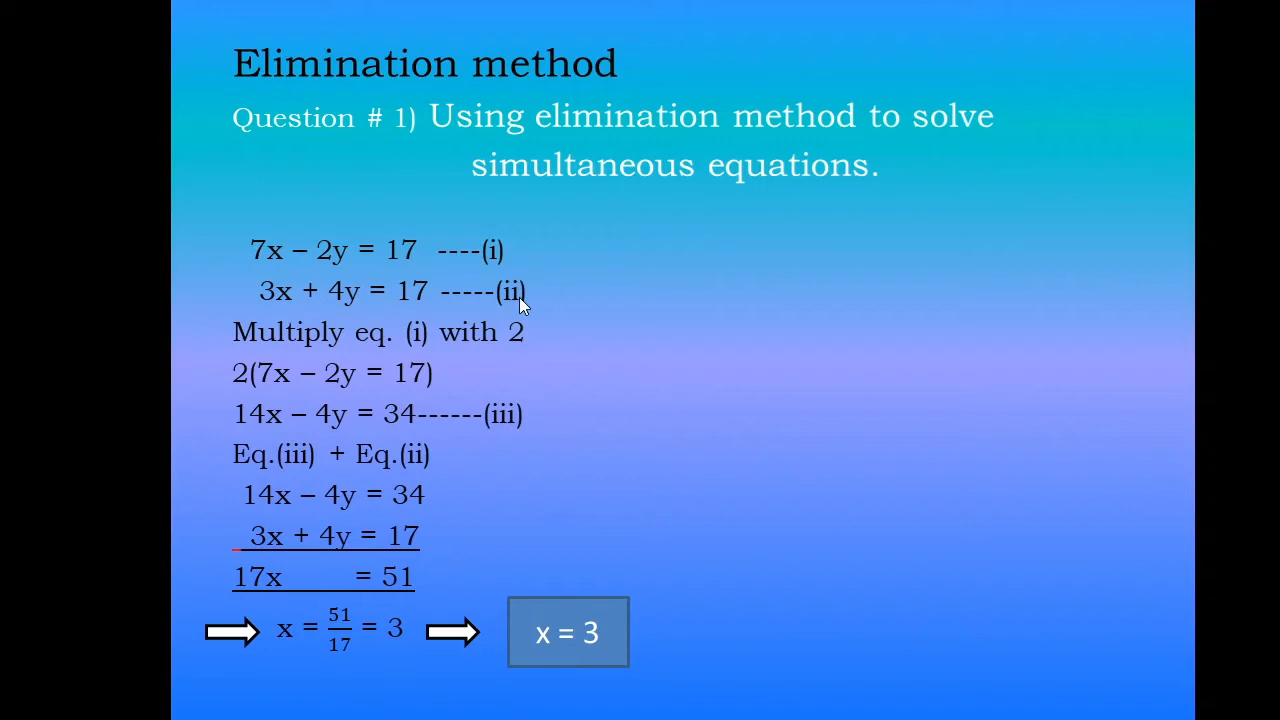 Elimination method
Question # 1) Using elimination method to solve
simultaneous equations.
7x – 2y = 17 ----(i)
3x + 4y = 17 -----(ii)
Multiply eq. (i) with 2
2(7x – 2y = 17)
14x – 4y = 34------(iii)
Eq.(iii) + Eq.(ii)
14x – 4y = 34
3x + 4y = 17
17x = 51
x = 51/17 = 3
x = 3